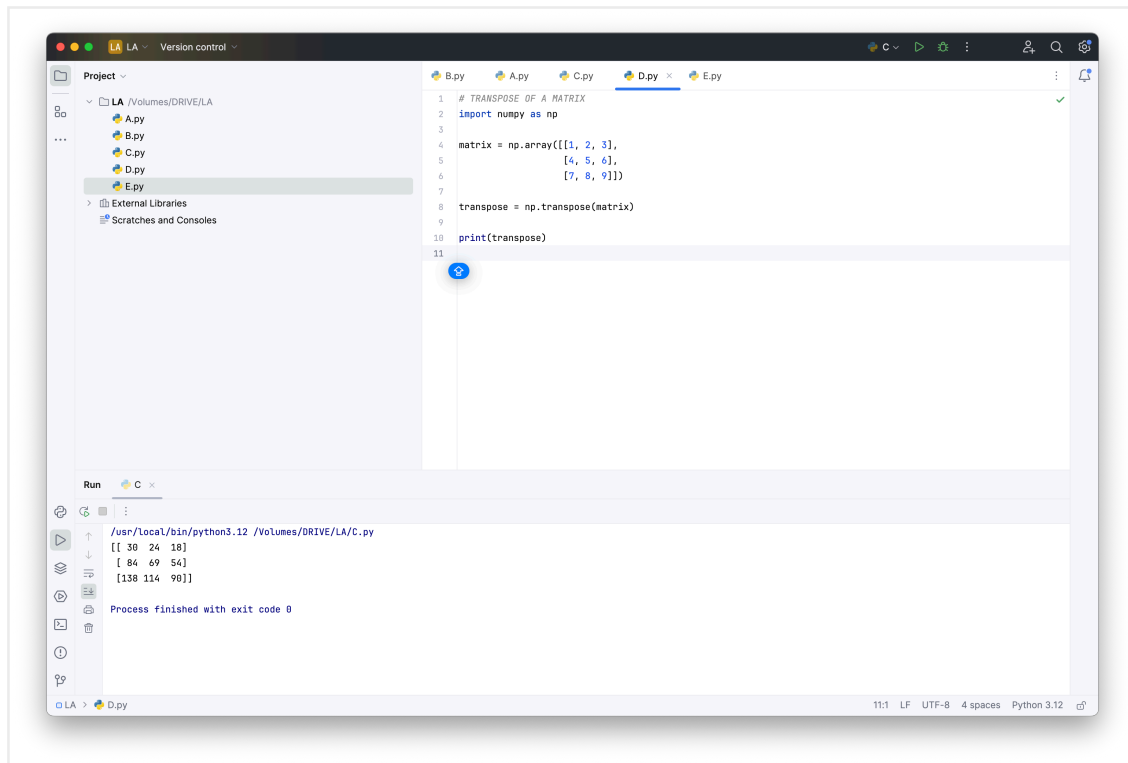 LA LA Version control C
Project
LA /Volumes/DRIVE/LA
A.py
B.py
C.py
D.py
E.py
External Libraries
Scratches and Consoles
B.py A.py C.py D.py E.py
1 # TRANSPOSE OF A MATRIX
2 import numpy as np
3
4 matrix = np.array([[1, 2, 3],
5 [4, 5, 6],
6 [7, 8, 9]])
7
8 transpose = np.transpose(matrix)
9
10 print(transpose)
11
Run C
/usr/local/bin/python3.12 /Volumes/DRIVE/LA/C.py
[[ 30 24 18]
[ 84 69 54]
[138 114 90]]
Process finished with exit code 0
LA > D.py 11:1 LF UTF-8 4 spaces Python 3.12